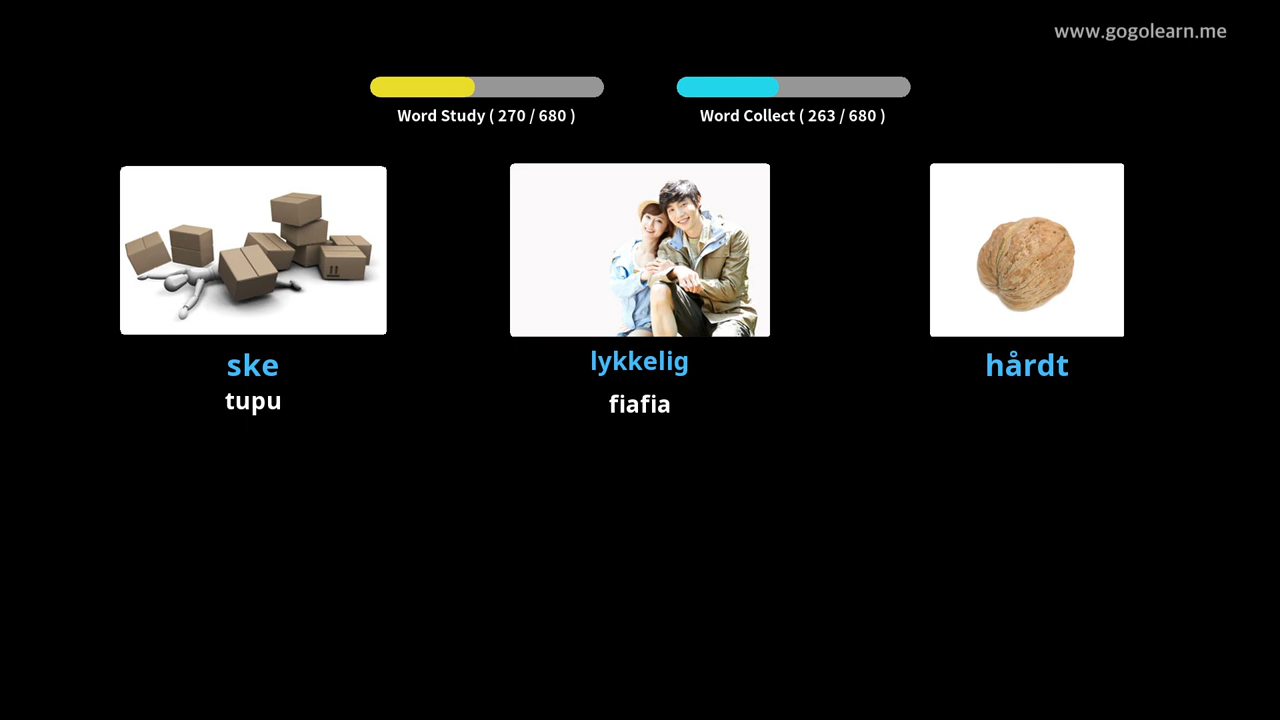 www.gogolearn.me
Word Study ( 270 / 680 )
Word Collect ( 263 / 680 )
ske
tupu
lykkelig
fiafia
hårdt